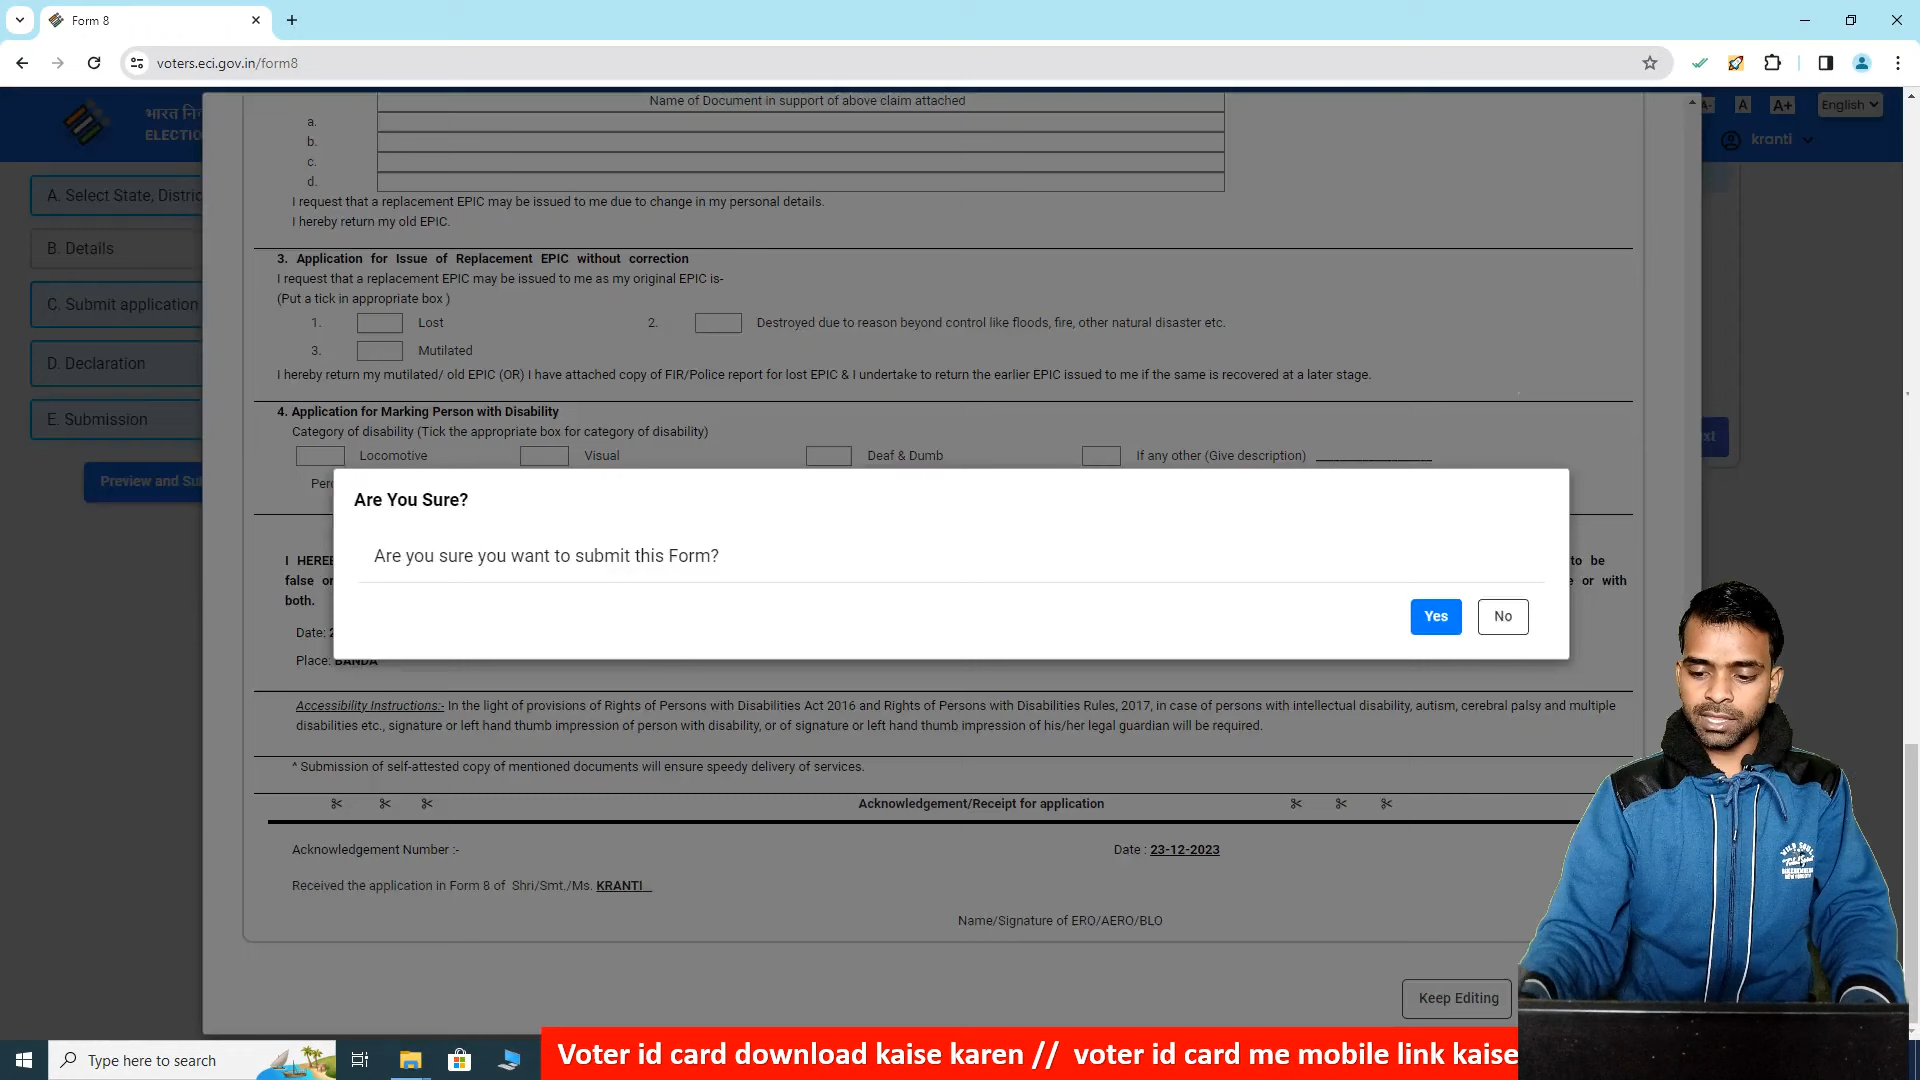 Form 8
voters.eci.gov.in/form8
भारत नि
ELECTIO
A- A A+ English
kranti
A. Select State, Distric
B. Details
C. Submit application
D. Declaration
E. Submission
Preview and Su
Name of Document in support of above claim attached
a.
b.
c.
d.
I request that a replacement EPIC may be issued to me due to change in my personal details.
I hereby return my old EPIC.
3. Application for Issue of Replacement EPIC without correction
I request that a replacement EPIC may be issued to me as my original EPIC is-
(Put a tick in appropriate box )
1. Lost 2. Destroyed due to reason beyond control like floods, fire, other natural disaster etc.
3. Mutilated
I hereby return my mutilated/ old EPIC (OR) I have attached copy of FIR/Police report for lost EPIC & I undertake to return the earlier EPIC issued to me if the same is recovered at a later stage.
4. Application for Marking Person with Disability
Category of disability (Tick the appropriate box for category of disability)
Locomotive Visual Deaf & Dumb If any other (Give description)
Perc
Are You Sure?
Are you sure you want to submit this Form?
Yes No
I HEREB
to be
false or
e or with
both.
Date: 2
Place: BANDA
Accessibility Instructions:- In the light of provisions of Rights of Persons with Disabilities Act 2016 and Rights of Persons with Disabilities Rules, 2017, in case of persons with intellectual disability, autism, cerebral palsy and multiple
disabilities etc., signature or left hand thumb impression of person with disability, or of signature or left hand thumb impression of his/her legal guardian will be required.
^ Submission of self-attested copy of mentioned documents will ensure speedy delivery of services.
Acknowledgement/Receipt for application
Acknowledgement Number :- Date : 23-12-2023
Received the application in Form 8 of Shri/Smt./Ms. KRANTI
Name/Signature of ERO/AERO/BLO
Keep Editing
Type here to search
Voter id card download kaise karen // voter id card me mobile link kaise